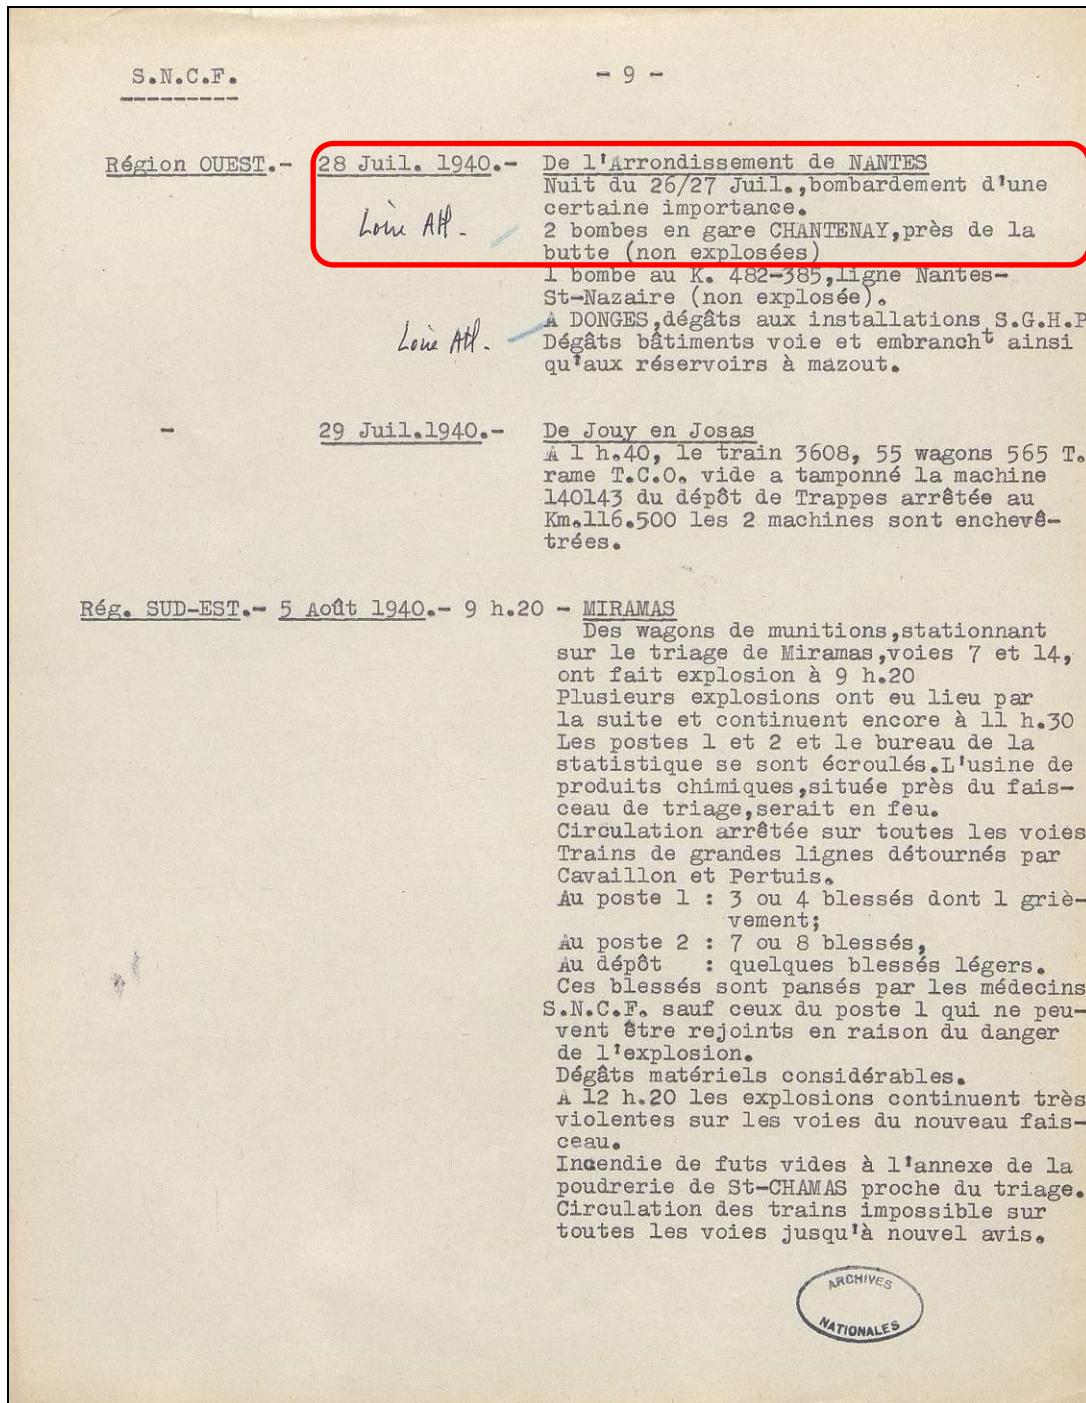 S.N.C.F.
- 9 -
Région OUEST.- 28 Juil. 1940.- De l'Arrondissement de NANTES
Nuit du 26/27 Juil.,bombardement d'une
certaine importance.
Loire Atl. -
2 bombes en gare CHANTENAY,près de la
butte (non explosées)
1 bombe au K. 482-385,ligne Nantes-
St-Nazaire (non explosée).
A DONGES,dégâts aux installations S.G.H.P
Loire Atl. -
Dégâts bâtiments voie et embrancht ainsi
qu'aux réservoirs à mazout.
- 29 Juil.1940.- De Jouy en Josas
A 1 h.40, le train 3608, 55 wagons 565 T.
rame T.C.O. vide a tamponné la machine
140143 du dépôt de Trappes arrêtée au
Km.116.500 les 2 machines sont enchevê-
trées.
Rég. SUD-EST.- 5 Août 1940.- 9 h.20 - MIRAMAS
Des wagons de munitions,stationnant
sur le triage de Miramas,voies 7 et 14,
ont fait explosion à 9 h.20
Plusieurs explosions ont eu lieu par
la suite et continuent encore à 11 h.30
Les postes 1 et 2 et le bureau de la
statistique se sont écroulés.L'usine de
produits chimiques,située près du fais-
ceau de triage,serait en feu.
Circulation arrêtée sur toutes les voies
Trains de grandes lignes détournés par
Cavaillon et Pertuis.
Au poste 1 : 3 ou 4 blessés dont 1 griè-
vement;
Au poste 2 : 7 ou 8 blessés,
Au dépôt : quelques blessés légers.
Ces blessés sont pansés par les médecins
S.N.C.F. sauf ceux du poste 1 qui ne peu-
vent être rejoints en raison du danger
de l'explosion.
Dégâts matériels considérables.
A 12 h.20 les explosions continuent très
violentes sur les voies du nouveau fais-
ceau.
Incendie de futs vides à l'annexe de la
poudrerie de St-CHAMAS proche du triage.
Circulation des trains impossible sur
toutes les voies jusqu'à nouvel avis.
ARCHIVES
NATIONALES